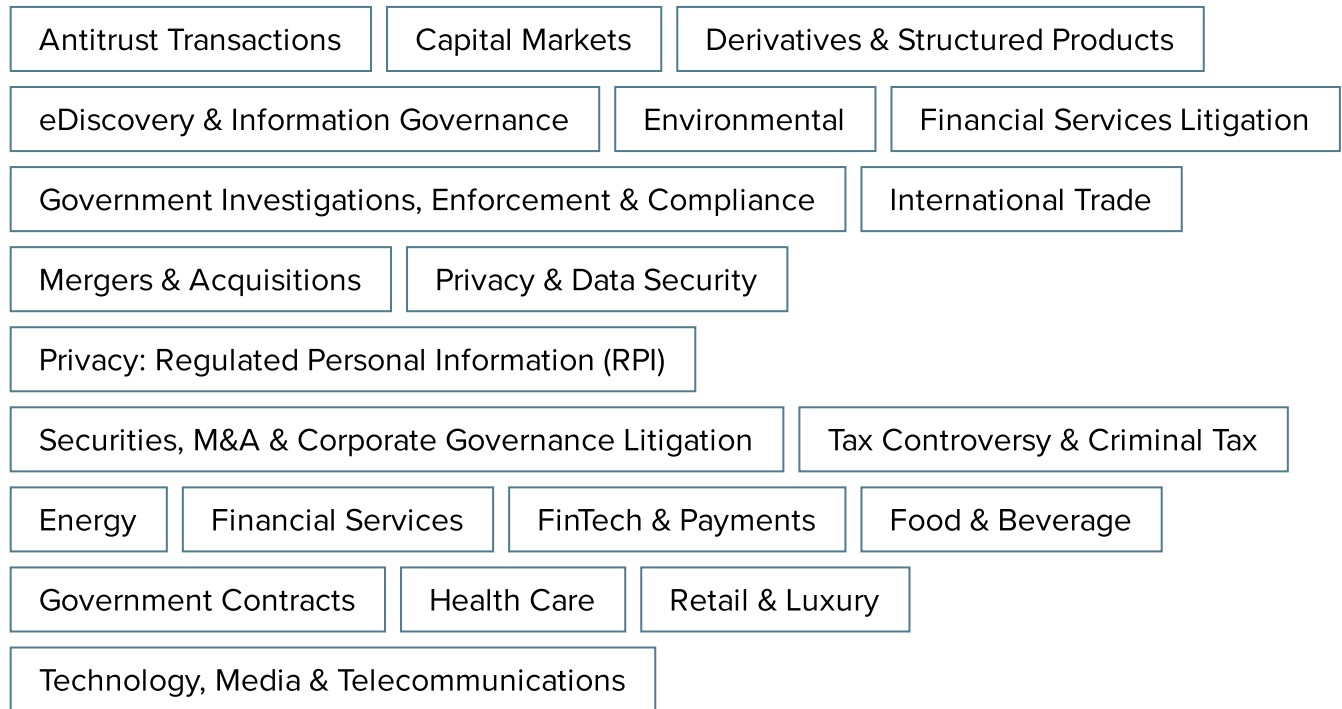 Antitrust Transactions Capital Markets Derivatives & Structured Products
eDiscovery & Information Governance Environmental Financial Services Litigation
Government Investigations, Enforcement & Compliance International Trade
Mergers & Acquisitions Privacy & Data Security
Privacy: Regulated Personal Information (RPI)
Securities, M&A & Corporate Governance Litigation Tax Controversy & Criminal Tax
Energy Financial Services FinTech & Payments Food & Beverage
Government Contracts Health Care Retail & Luxury
Technology, Media & Telecommunications